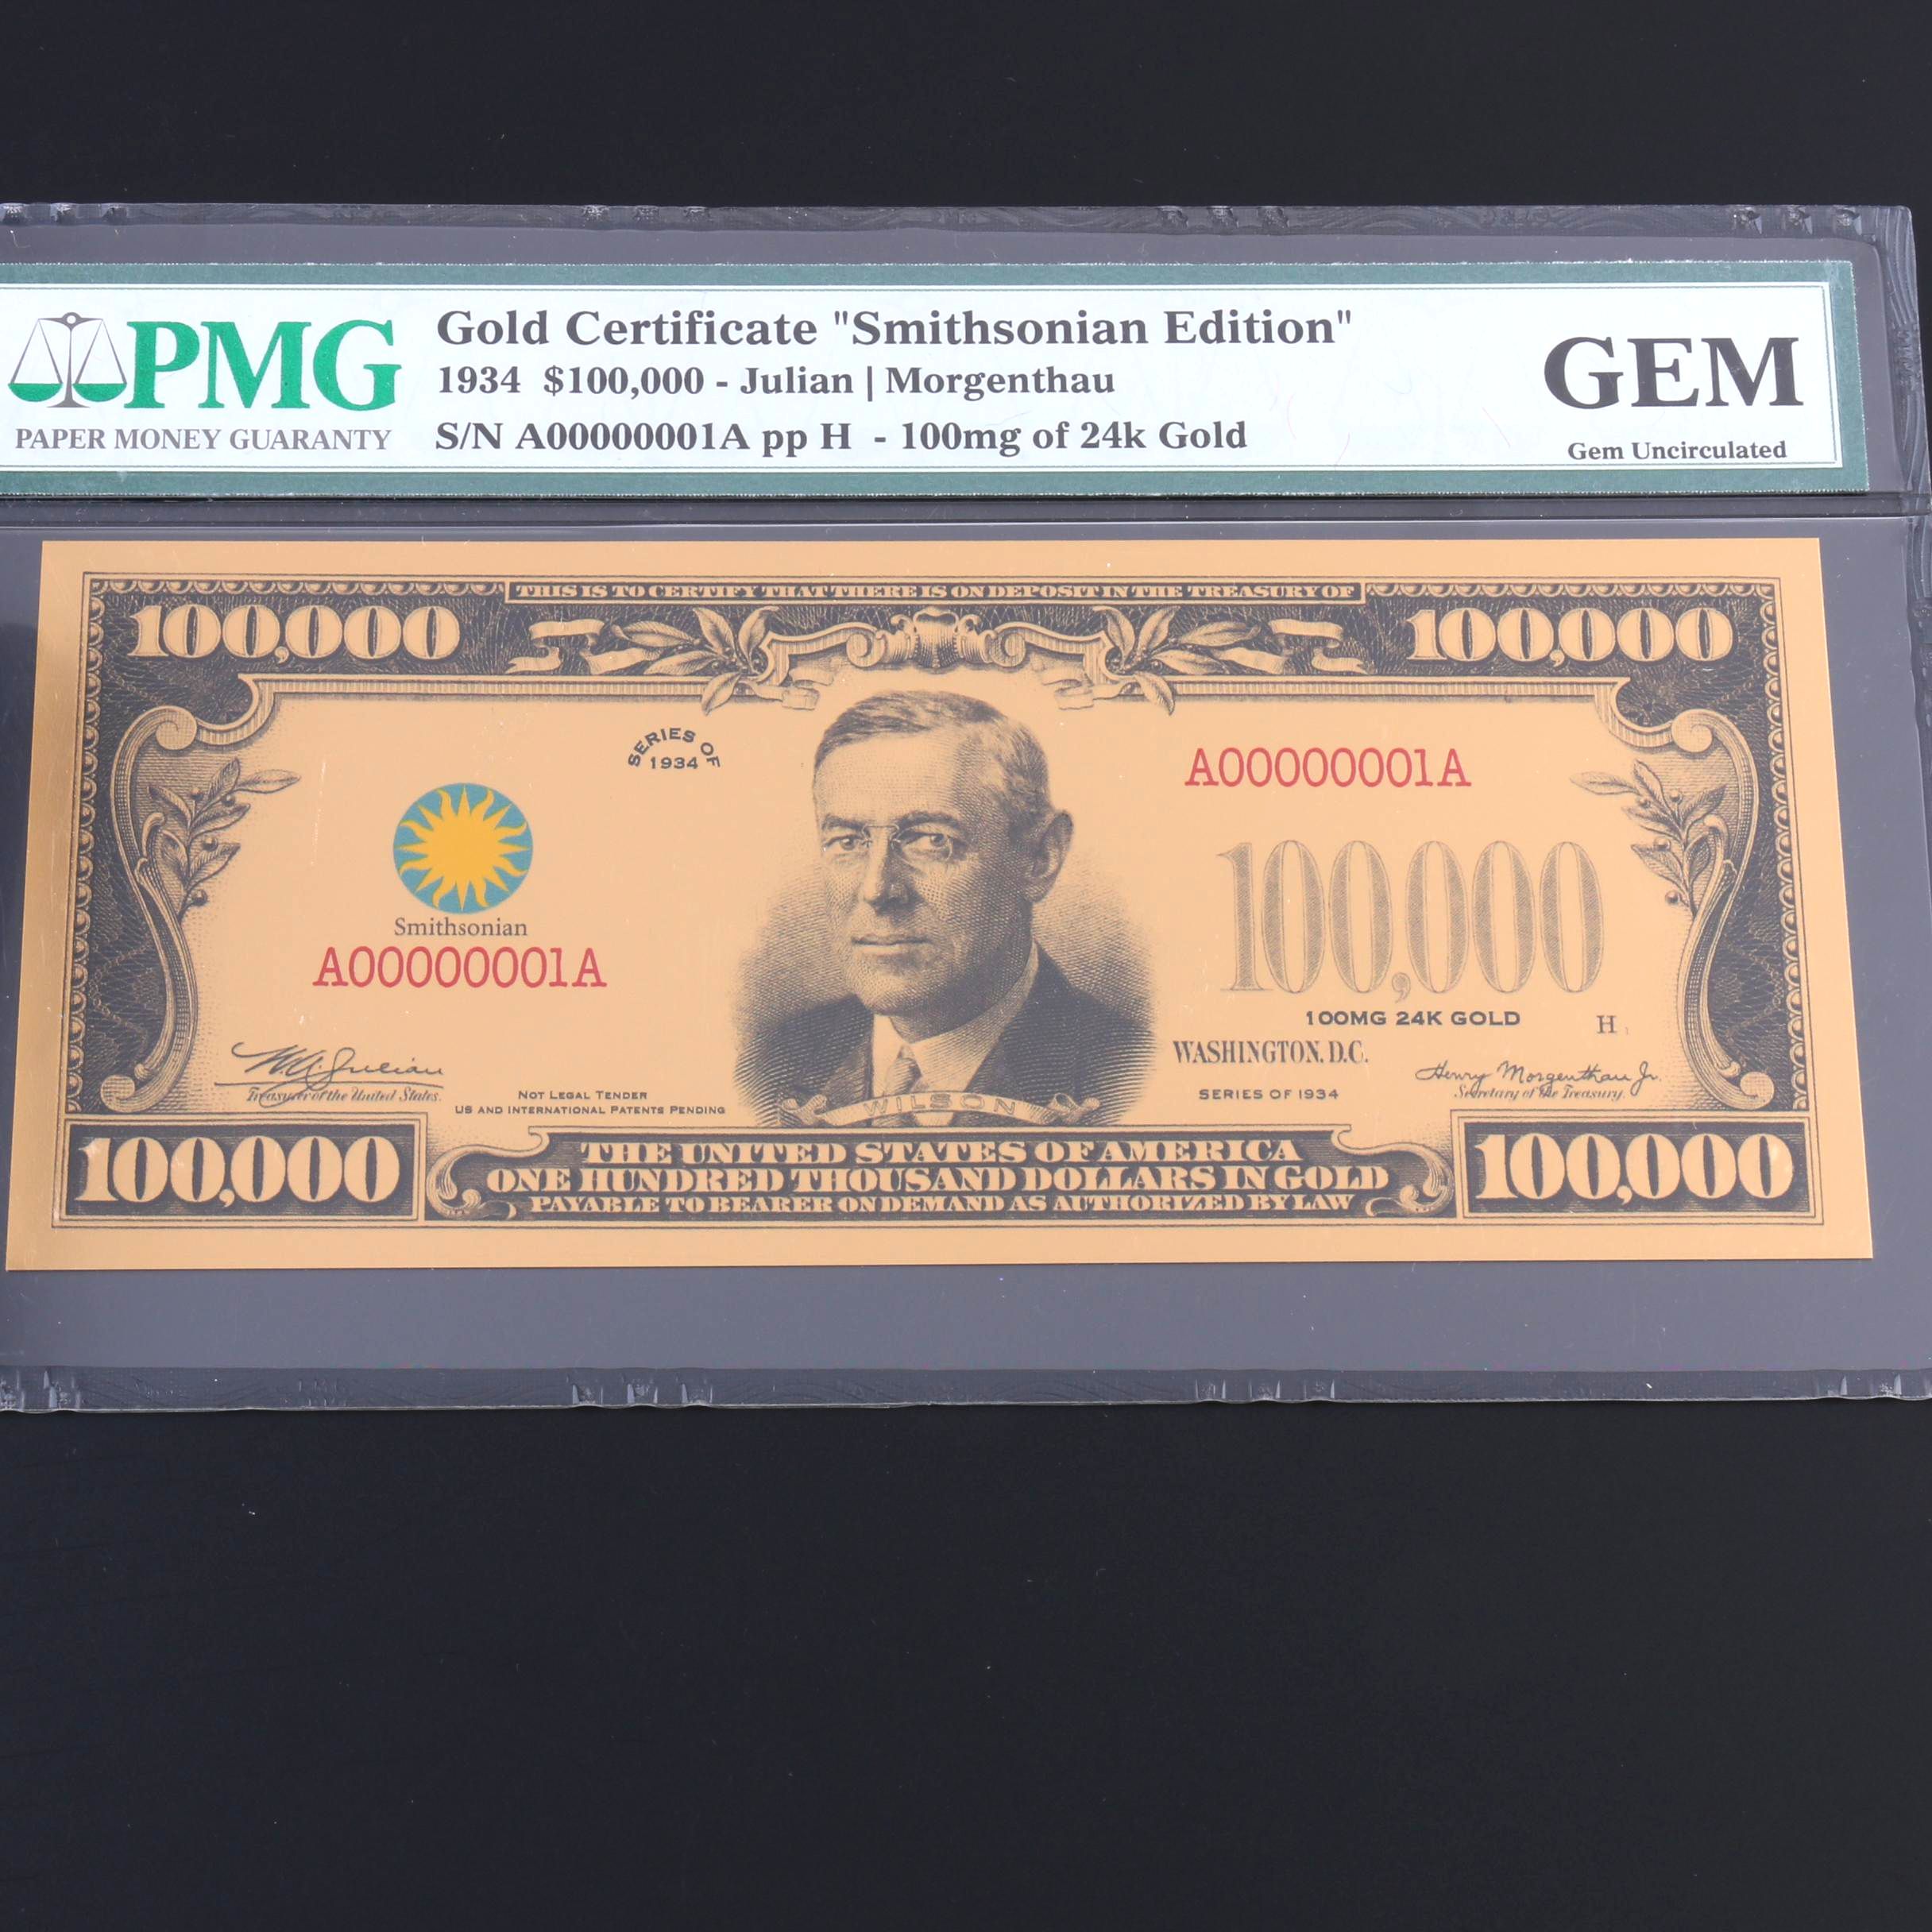 PMG
PAPER MONEY GUARANTY
Gold Certificate "Smithsonian Edition"
1934 $100,000 - Julian | Morgenthau
S/N A00000001A pp H - 100mg of 24k Gold
GEM
Gem Uncirculated
THIS IS TO CERTIFY THAT THERE IS ON DEPOSIT IN THE TREASURY OF
100,000
100,000
SERIES OF
1934
A00000001A
Smithsonian
A00000001A
100,000
100MG 24K GOLD
H
WASHINGTON, D.C.
SERIES OF 1934
W.A. Julian
Treasurer of the United States.
NOT LEGAL TENDER
US AND INTERNATIONAL PATENTS PENDING
WILSON
Henry Morgenthau Jr.
Secretary of the Treasury.
100,000
THE UNITED STATES OF AMERICA
ONE HUNDRED THOUSAND DOLLARS IN GOLD
PAYABLE TO BEARER ON DEMAND AS AUTHORIZED BY LAW
100,000